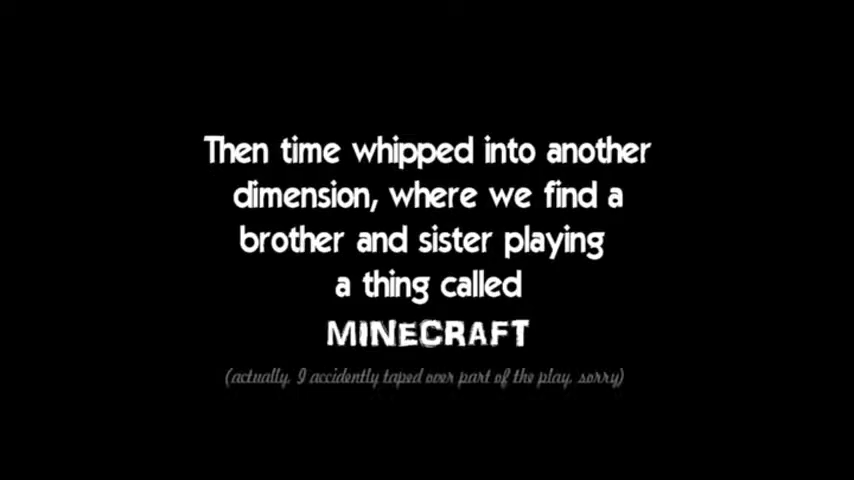 Then time whipped into another
dimension, where we find a
brother and sister playing
a thing called
MINECRAFT
(actually, I accidently taped over part of the play, sorry)